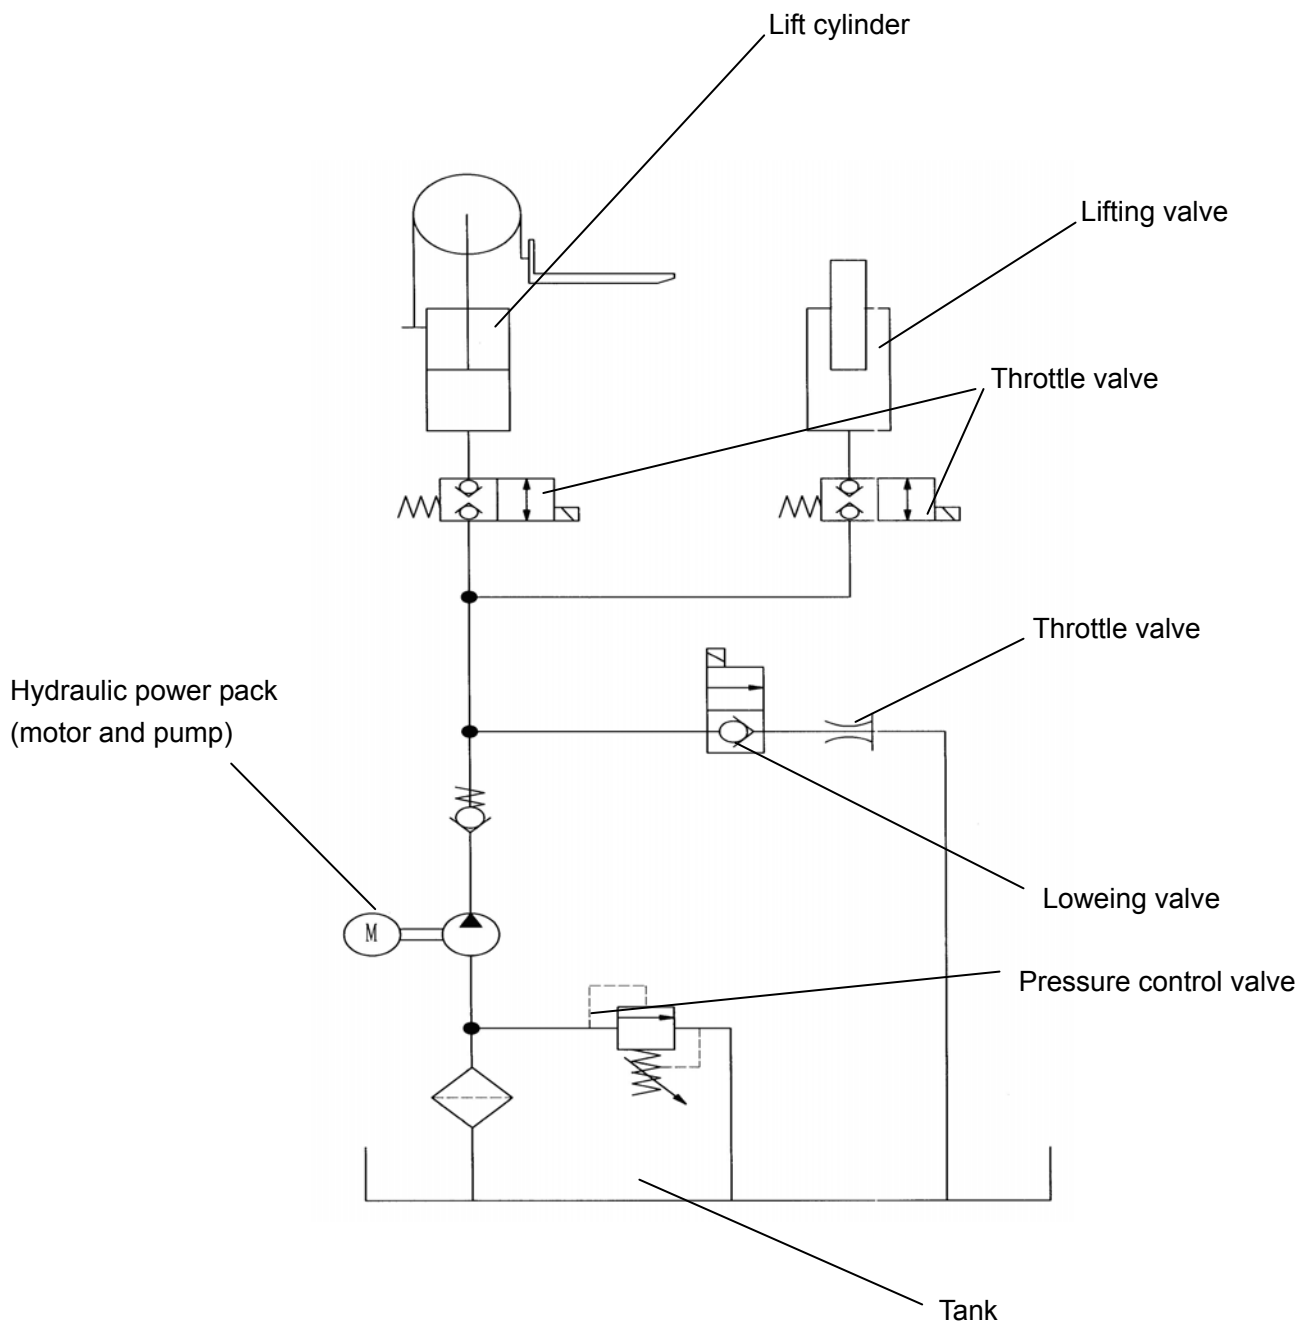 Lift cylinder
Lifting valve
Throttle valve
Throttle valve
Hydraulic power pack
(motor and pump)
Loweing valve
M
Pressure control valve
Tank